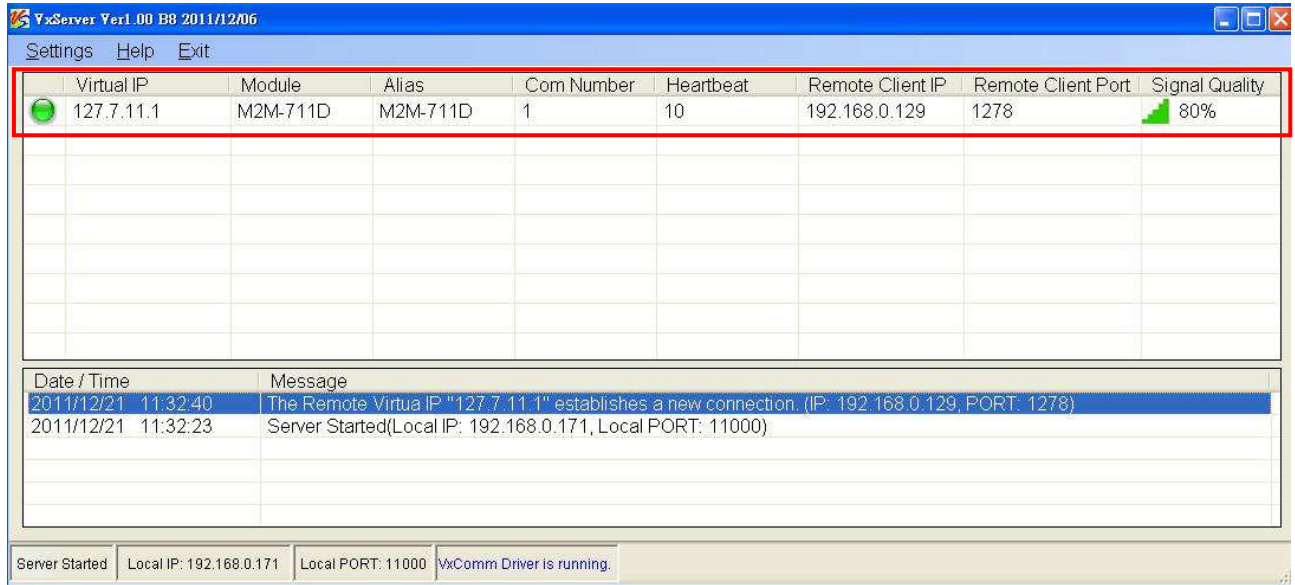 VxServer Ver1.00 B8 2011/12/06
Settings Help Exit
Virtual IP Module Alias Com Number Heartbeat Remote Client IP Remote Client Port Signal Quality
127.7.11.1 M2M-711D M2M-711D 1 10 192.168.0.129 1278 80%
Date / Time Message
2011/12/21 11:32:40 The Remote Virtua IP "127.7.11.1" establishes a new connection. (IP: 192.168.0.129, PORT: 1278)
2011/12/21 11:32:23 Server Started(Local IP: 192.168.0.171, Local PORT: 11000)
Server Started Local IP: 192.168.0.171 Local PORT: 11000 VxComm Driver is running.